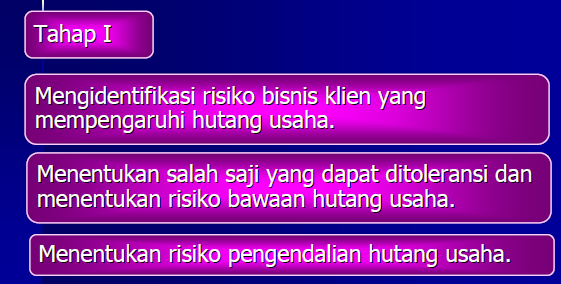 Tahap I
Mengidentifikasi risiko bisnis klien yang
mempengaruhi hutang usaha.
Menentukan salah saji yang dapat ditoleransi dan
menentukan risiko bawaan hutang usaha.
Menentukan risiko pengendalian hutang usaha.